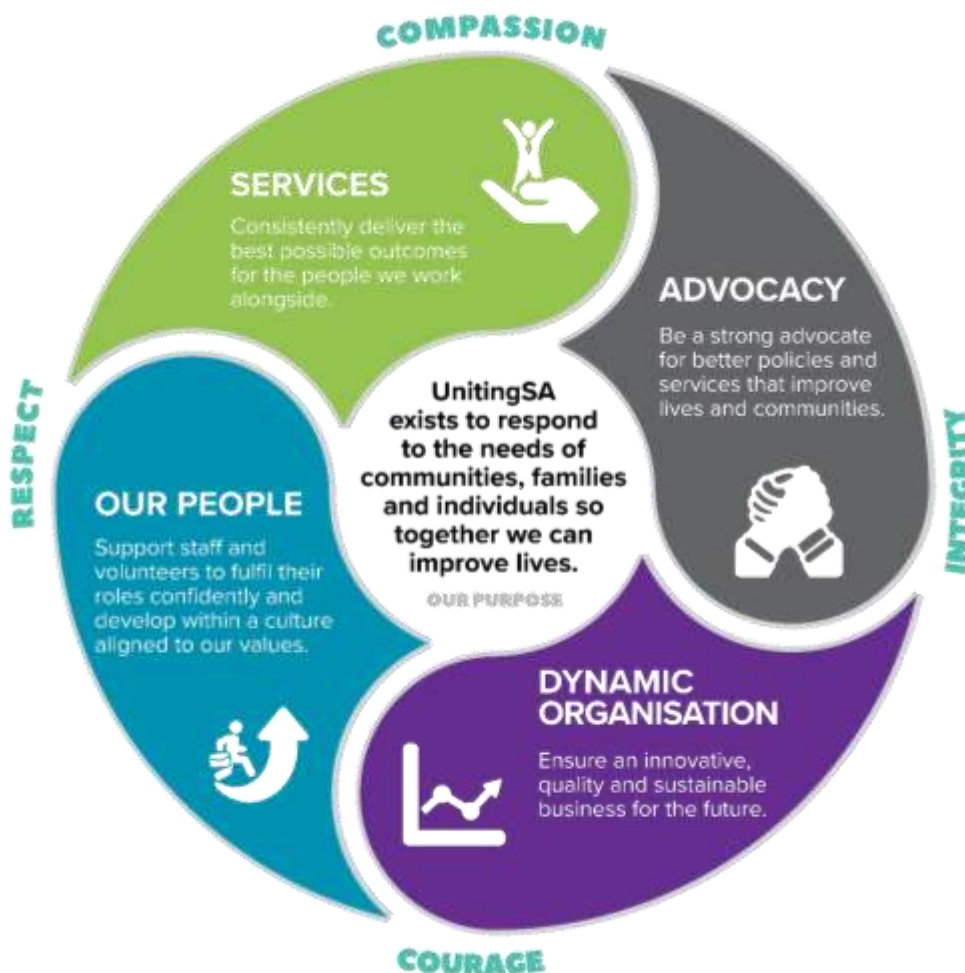 COMPASSION
SERVICES
Consistently deliver the
best possible outcomes
for the people we work
alongside.
ADVOCACY
Be a strong advocate
for better policies and
services that improve
lives and communities.
INTEGRITY
UnitingSA
exists to respond
to the needs of
communities, families
and individuals so
together we can
improve lives.
OUR PURPOSE
RESPECT
OUR PEOPLE
Support staff and
volunteers to fulfil their
roles confidently and
develop within a culture
aligned to our values.
DYNAMIC
ORGANISATION
Ensure an innovative,
quality and sustainable
business for the future.
COURAGE